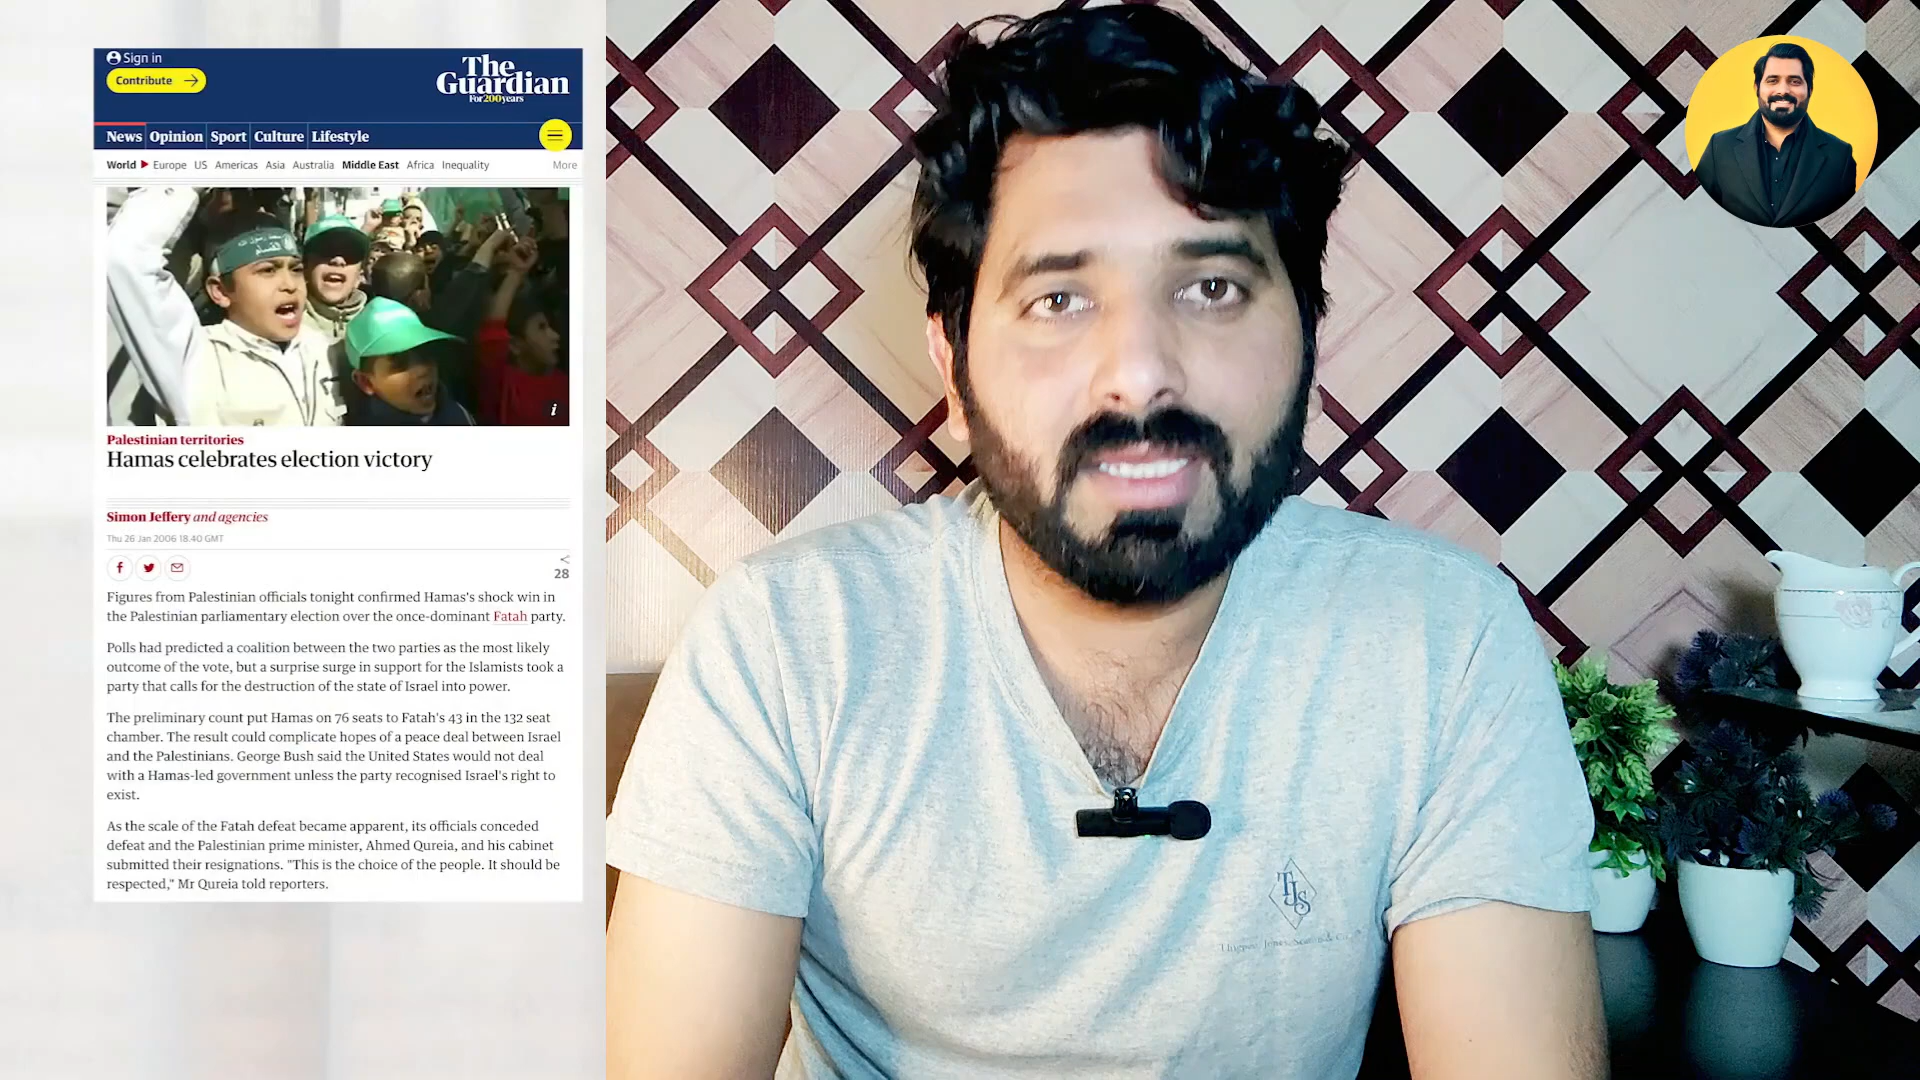 Sign in
Contribute
The
Guardian
For 200 years
News Opinion Sport Culture Lifestyle
World Europe US Americas Asia Australia Middle East Africa Inequality More
Palestinian territories
Hamas celebrates election victory
Simon Jeffery and agencies
Thu 26 Jan 2006 18.40 GMT
28
Figures from Palestinian officials tonight confirmed Hamas's shock win in
the Palestinian parliamentary election over the once-dominant Fatah party.
Polls had predicted a coalition between the two parties as the most likely
outcome of the vote, but a surprise surge in support for the Islamists took a
party that calls for the destruction of the state of Israel into power.
The preliminary count put Hamas on 76 seats to Fatah's 43 in the 132 seat
chamber. The result could complicate hopes of a peace deal between Israel
and the Palestinians. George Bush said the United States would not deal
with a Hamas-led government unless the party recognised Israel's right to
exist.
As the scale of the Fatah defeat became apparent, its officials conceded
defeat and the Palestinian prime minister, Ahmed Qureia, and his cabinet
submitted their resignations. "This is the choice of the people. It should be
respected," Mr Qureia told reporters.
TJS